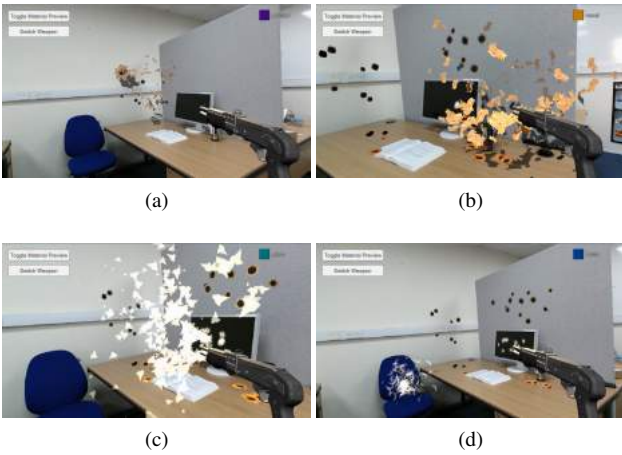 Toggle Material Preview
Switch Weapon
(a)
Toggle Material Preview
Switch Weapon
wood
(b)
Toggle Material Preview
Switch Weapon
(c)
Toggle Material Preview
Switch Weapon
(d)